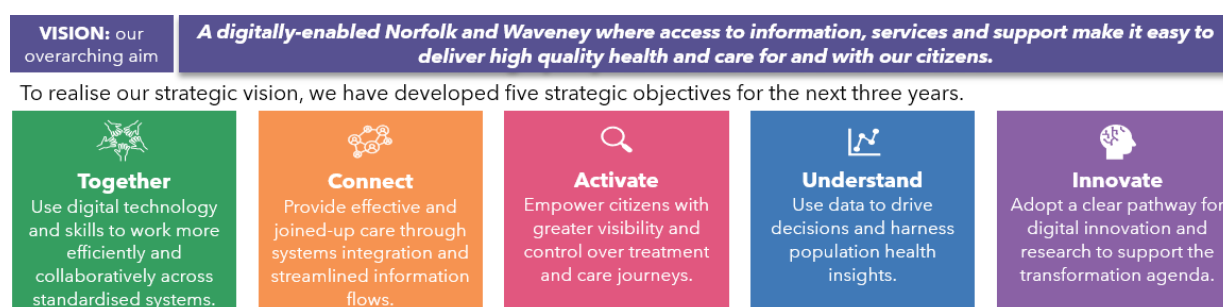 VISION: our
overarching aim
A digitally-enabled Norfolk and Waveney where access to information, services and support make it easy to
deliver high quality health and care for and with our citizens.
To realise our strategic vision, we have developed five strategic objectives for the next three years.
Together
Use digital technology
and skills to work more
efficiently and
collaboratively across
standardised systems.
Connect
Provide effective and
joined-up care through
systems integration and
streamlined information
flows.
Activate
Empower citizens with
greater visibility and
control over treatment
and care journeys.
Understand
Use data to drive
decisions and harness
population health
insights.
Innovate
Adopt a clear pathway for
digital innovation and
research to support the
transformation agenda.